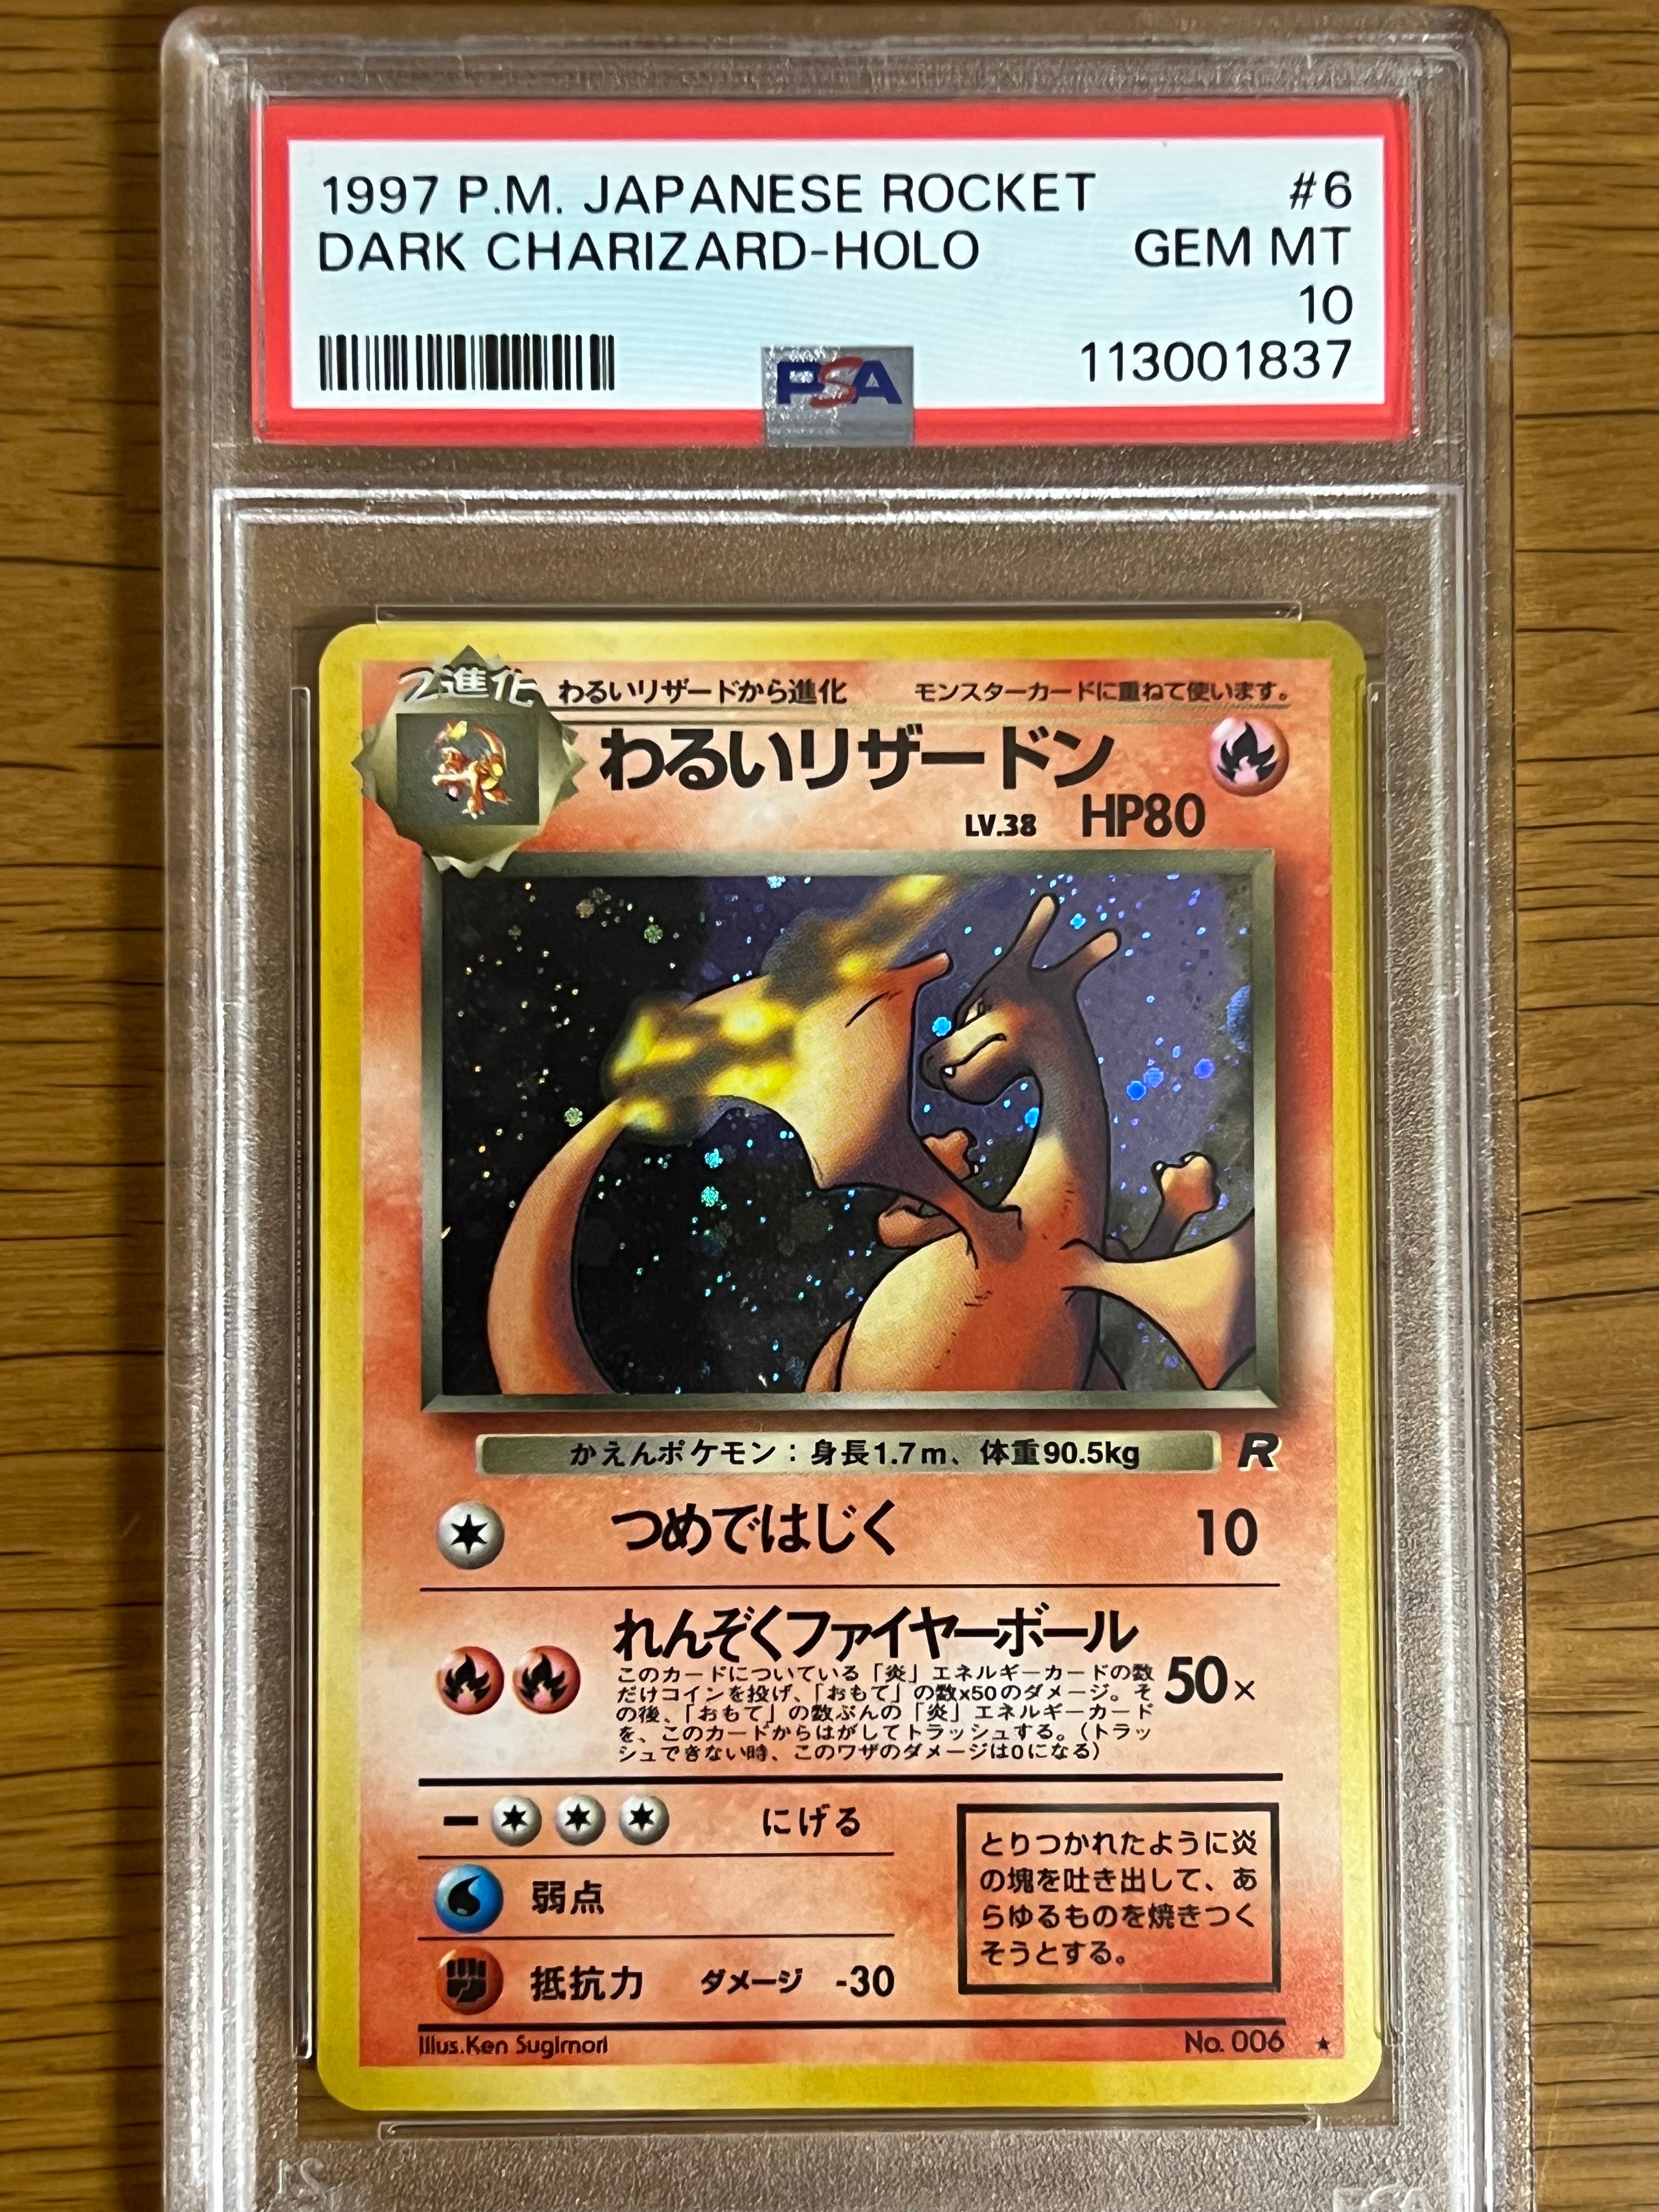 1997 P.M. JAPANESE ROCKET #6
DARK CHARIZARD-HOLO GEM MT
10
PSA 113001837
2進化 わるいリザードから進化 モンスターカードに重ねて使います。
わるいリザードン
LV.38 HP80
かえんポケモン：身長1.7m、体重90.5kg R
つめではじく 10
れんぞくファイヤーボール
このカードについている「炎」エネルギーカードの数
だけコインを投げ、「おもて」の数x50のダメージ。そ
の後、「おもて」の数ぶんの「炎」エネルギーカード
を、このカードからはがしてトラッシュする。（トラッ
シュできない時、このワザのダメージは0になる）
50×
にげる
弱点
抵抗力 ダメージ -30
とりつかれたように炎
の塊を吐き出して、あ
らゆるものを焼きつく
そうとする。
Illus.Ken Sugimori No. 006 ★